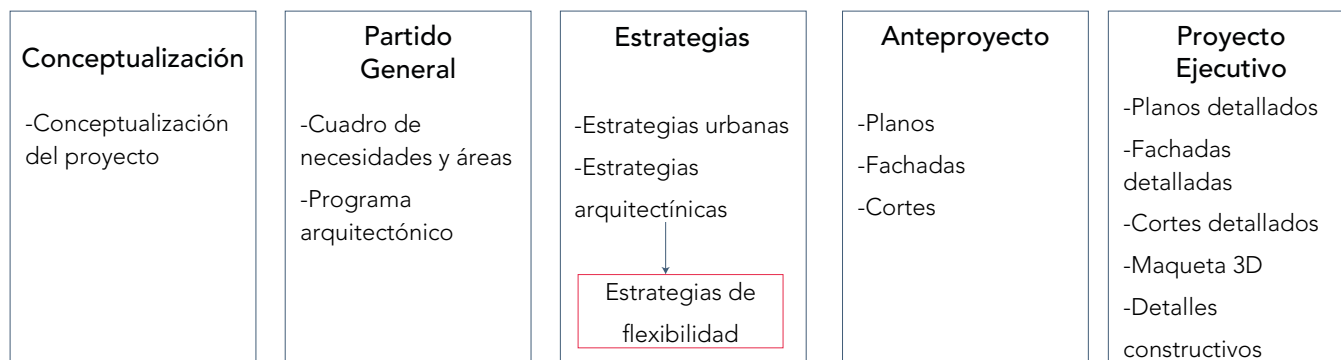 Conceptualización
-Conceptualización
del proyecto
Partido
General
-Cuadro de
necesidades y áreas
-Programa
arquitectónico
Estrategias
-Estrategias urbanas
-Estrategias
arquitectínicas
Estrategias de
flexibilidad
Anteproyecto
-Planos
-Fachadas
-Cortes
Proyecto
Ejecutivo
-Planos detallados
-Fachadas
detalladas
-Cortes detallados
-Maqueta 3D
-Detalles
constructivos